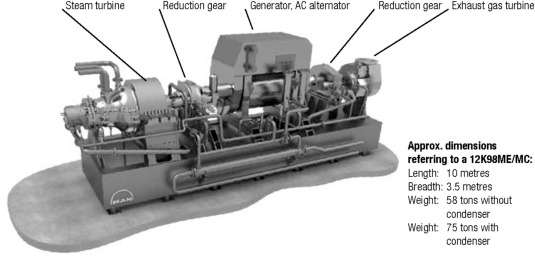 Steam turbine
Reduction gear
Generator, AC alternator
Reduction gear
Exhaust gas turbine
Approx. dimensions
referring to a 12K98ME/MC:
Length: 10 metres
Breadth: 3.5 metres
Weight: 58 tons without
condenser
Weight: 75 tons with
condenser
MAN